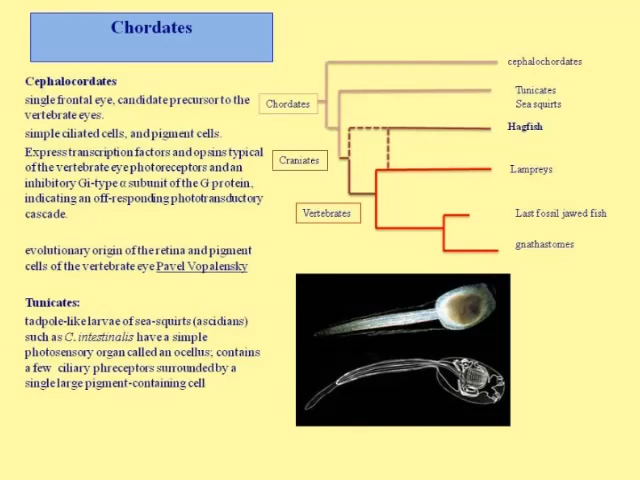 Chordates
Cephalocordates
single frontal eye, candidate precursor to the
vertebrate eyes.
simple ciliated cells, and pigment cells.
Express transcription factors and opsins typical
of the vertebrate eye photoreceptors and an
inhibitory Gi-type α subunit of the G protein,
indicating an off-responding phototransductory
cascade.
evolutionary origin of the retina and pigment
cells of the vertebrate eye Pavel Vopalensky
Tunicates:
tadpole-like larvae of sea-squirts (ascidians)
such as C. intestinalis have a simple
photosensory organ called an ocellus; contains
a few ciliary phreceptors surrounded by a
single large pigment-containing cell
cephalochordates
Tunicates
Sea squirts
Chordates
Hagfish
Craniates
Lampreys
Vertebrates
Last fossil jawed fish
gnathastomes